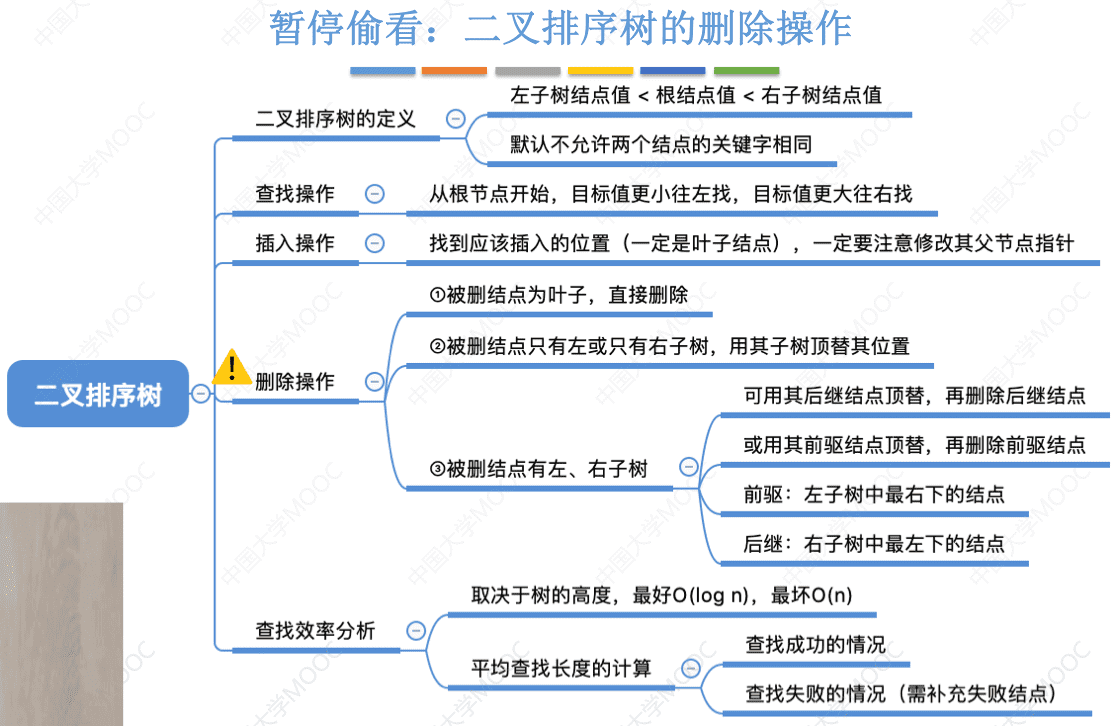 暂停偷看：二叉排序树的删除操作
左子树结点值 < 根结点值 < 右子树结点值
二叉排序树的定义
默认不允许两个结点的关键字相同
查找操作
从根节点开始，目标值更小往左找，目标值更大往右找
插入操作
找到应该插入的位置（一定是叶子结点），一定要注意修改其父节点指针
①被删结点为叶子，直接删除
②被删结点只有左或只有右子树，用其子树顶替其位置
删除操作
二叉排序树
可用其后继结点顶替，再删除后继结点
或用其前驱结点顶替，再删除前驱结点
③被删结点有左、右子树
前驱：左子树中最右下的结点
后继：右子树中最左下的结点
取决于树的高度，最好O(log n)，最坏O(n)
查找效率分析
查找成功的情况
平均查找长度的计算
查找失败的情况（需补充失败结点）
中国大学MOOC